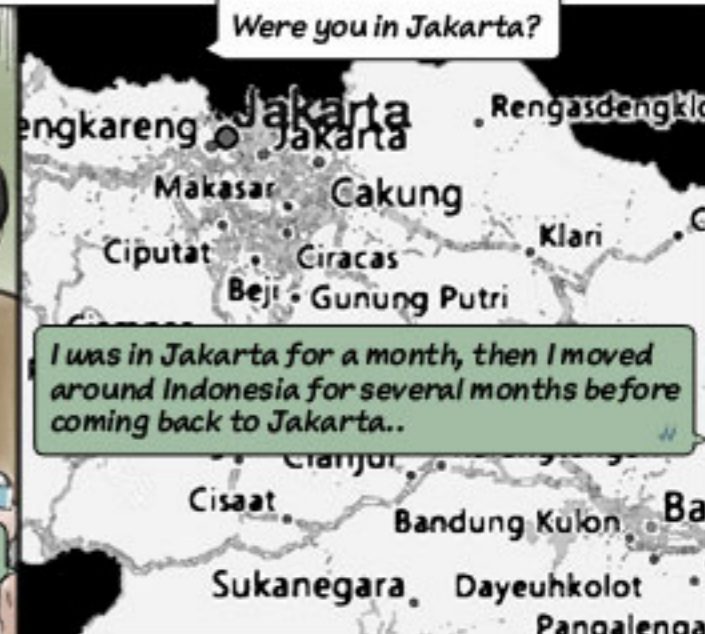 Were you in Jakarta?
Jakarta
Rengasdengklo
engkareng
Jakarta
Makasar
Cakung
Klari
Ciputat
Ciracas
Beji
Gunung Putri
I was in Jakarta for a month, then I moved
around Indonesia for several months before
coming back to Jakarta..
Cianjur
Cisaat
Bandung Kulon
Ba
Sukanegara
Dayeuhkolot
Pangalenga